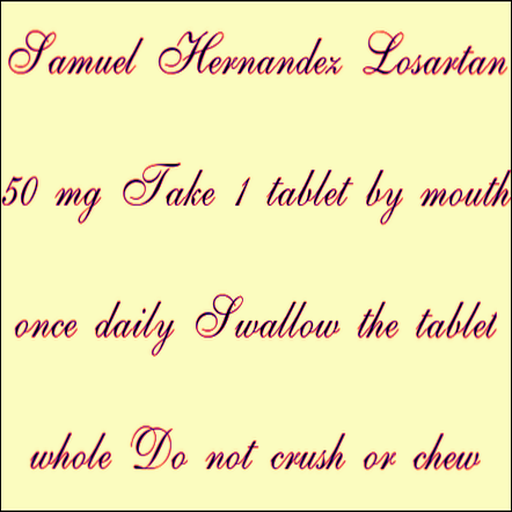 Samuel Hernandez Losartan
50 mg Take 1 tablet by mouth
once daily Swallow the tablet
whole Do not crush or chew